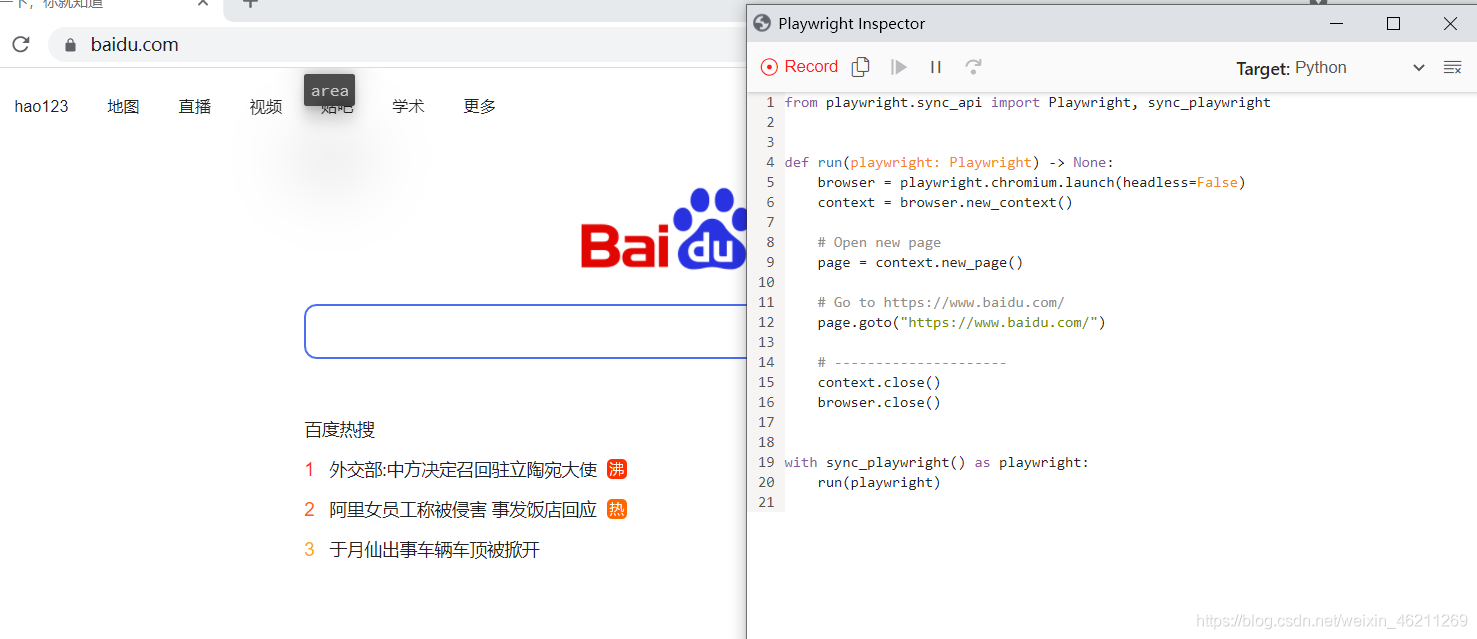 一下，你就知道
Playwright Inspector
baidu.com
Record
Target: Python
hao123 地图 直播 视频 贴吧 学术 更多
area
Bai du
百度热搜
1 外交部:中方决定召回驻立陶宛大使 沸
2 阿里女员工称被侵害 事发饭店回应 热
3 于月仙出事车辆车顶被掀开
1 from playwright.sync_api import Playwright, sync_playwright
2
3
4 def run(playwright: Playwright) -> None:
5     browser = playwright.chromium.launch(headless=False)
6     context = browser.new_context()
7
8     # Open new page
9     page = context.new_page()
10
11     # Go to https://www.baidu.com/
12     page.goto("https://www.baidu.com/")
13
14     # ---------------------
15     context.close()
16     browser.close()
17
18
19 with sync_playwright() as playwright:
20     run(playwright)
21
https://blog.csdn.net/weixin_46211269